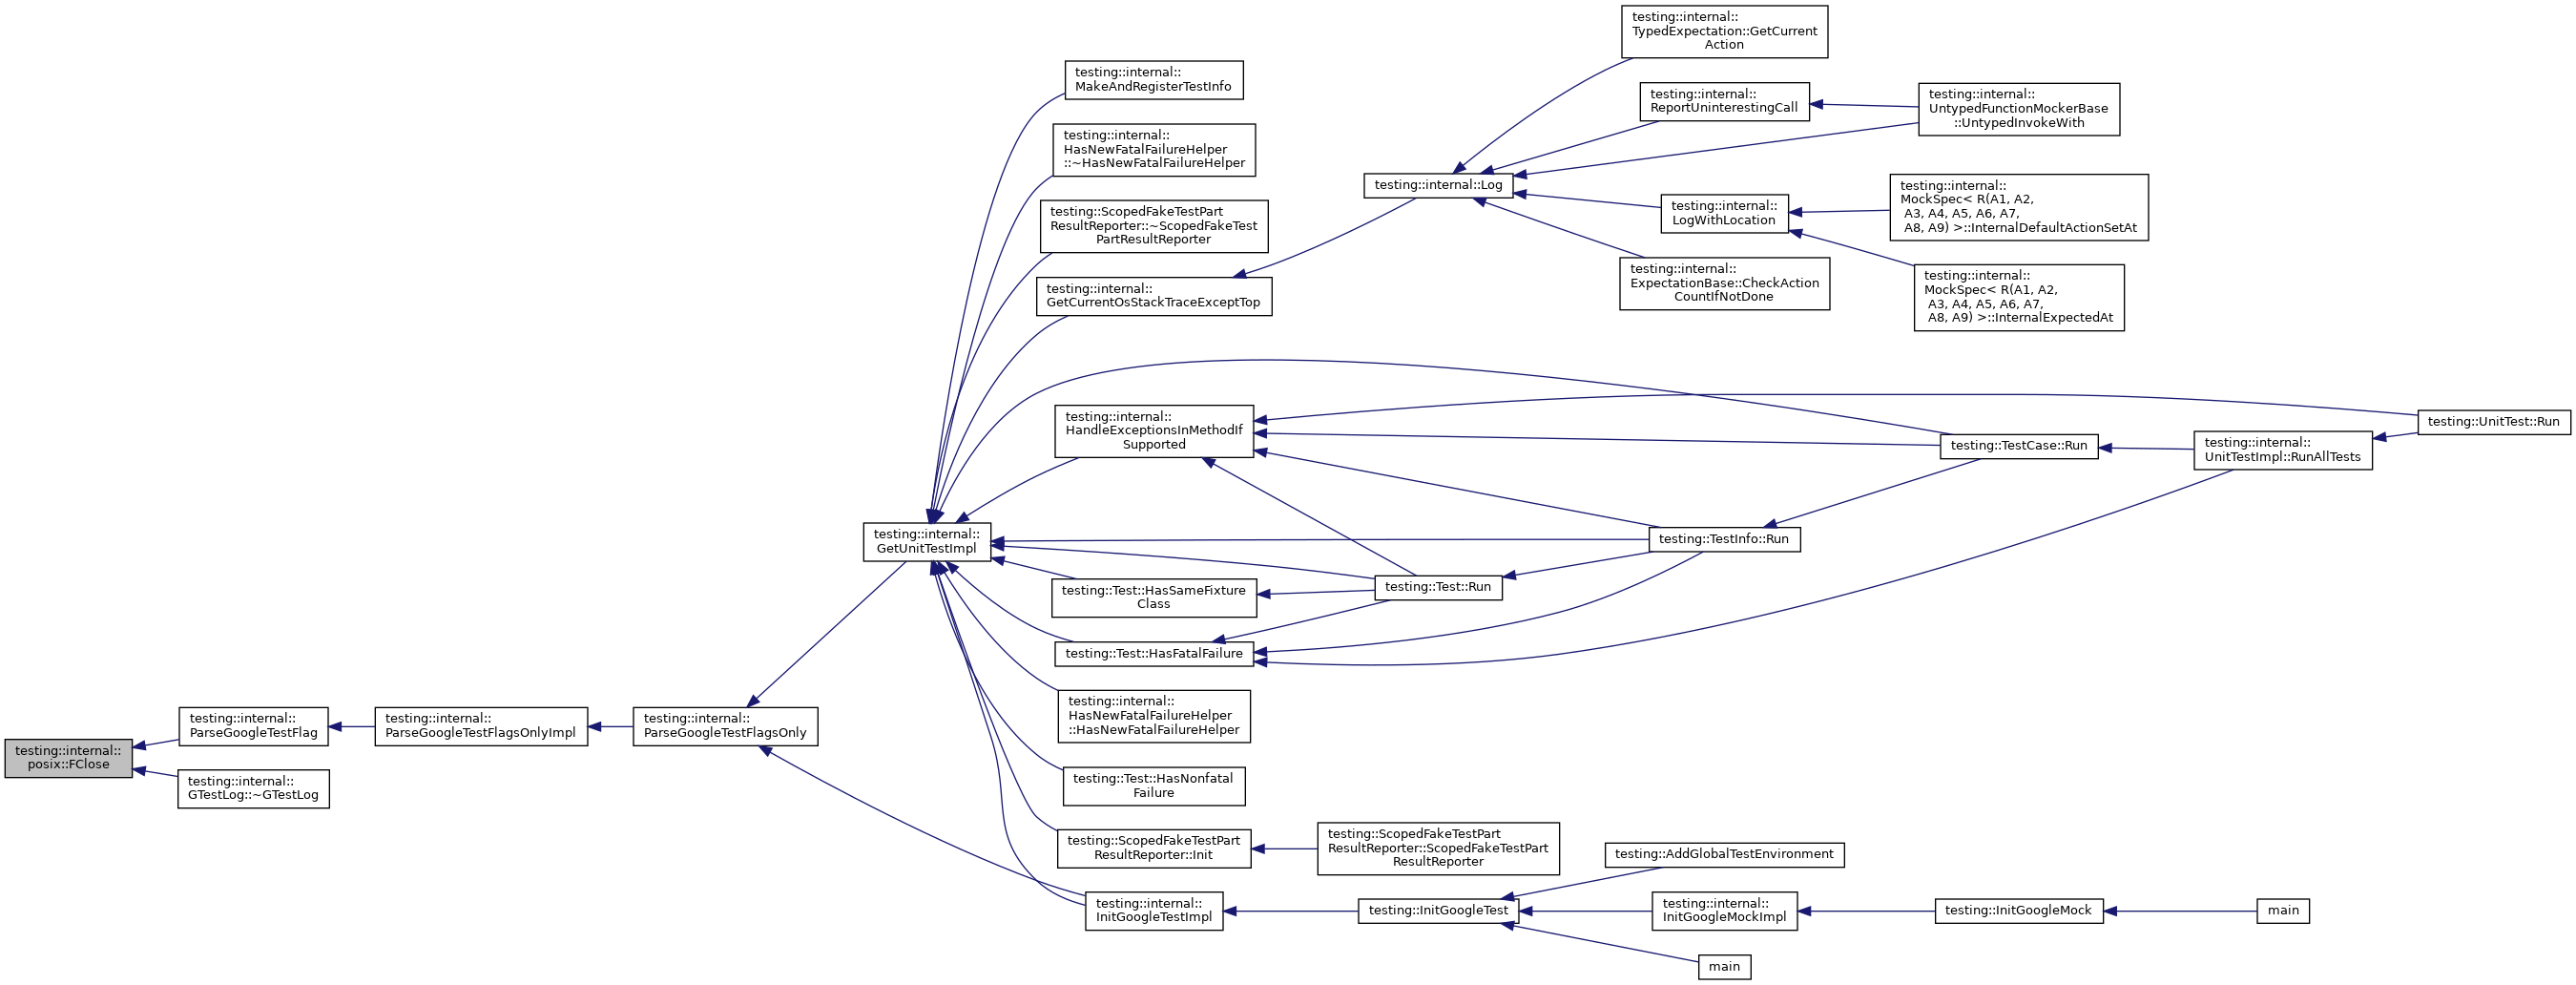 testing::internal::
posix::FClose
testing::internal::
ParseGoogleTestFlag
testing::internal::
GTestLog::~GTestLog
testing::internal::
ParseGoogleTestFlagsOnlyImpl
testing::internal::
ParseGoogleTestFlagsOnly
testing::internal::
GetUnitTestImpl
testing::internal::
MakeAndRegisterTestInfo
testing::internal::
HasNewFatalFailureHelper
::~HasNewFatalFailureHelper
testing::ScopedFakeTestPart
ResultReporter::~ScopedFakeTest
PartResultReporter
testing::internal::
GetCurrentOsStackTraceExceptTop
testing::internal::
HandleExceptionsInMethodIf
Supported
testing::Test::HasSameFixture
Class
testing::Test::HasFatalFailure
testing::internal::
HasNewFatalFailureHelper
::HasNewFatalFailureHelper
testing::Test::HasNonfatal
Failure
testing::ScopedFakeTestPart
ResultReporter::Init
testing::internal::
InitGoogleTestImpl
testing::internal::Log
testing::Test::Run
testing::ScopedFakeTestPart
ResultReporter::ScopedFakeTestPart
ResultReporter
testing::InitGoogleTest
testing::internal::
TypedExpectation::GetCurrent
Action
testing::internal::
ReportUninterestingCall
testing::internal::
LogWithLocation
testing::internal::
ExpectationBase::CheckAction
CountIfNotDone
testing::TestInfo::Run
testing::AddGlobalTestEnvironment
testing::internal::
InitGoogleMockImpl
main
testing::internal::
UntypedFunctionMockerBase
::UntypedInvokeWith
testing::internal::
MockSpec< R(A1, A2,
A3, A4, A5, A6, A7,
A8, A9) >::InternalDefaultActionSetAt
testing::internal::
MockSpec< R(A1, A2,
A3, A4, A5, A6, A7,
A8, A9) >::InternalExpectedAt
testing::TestCase::Run
testing::InitGoogleMock
testing::internal::
UnitTestImpl::RunAllTests
main
testing::UnitTest::Run